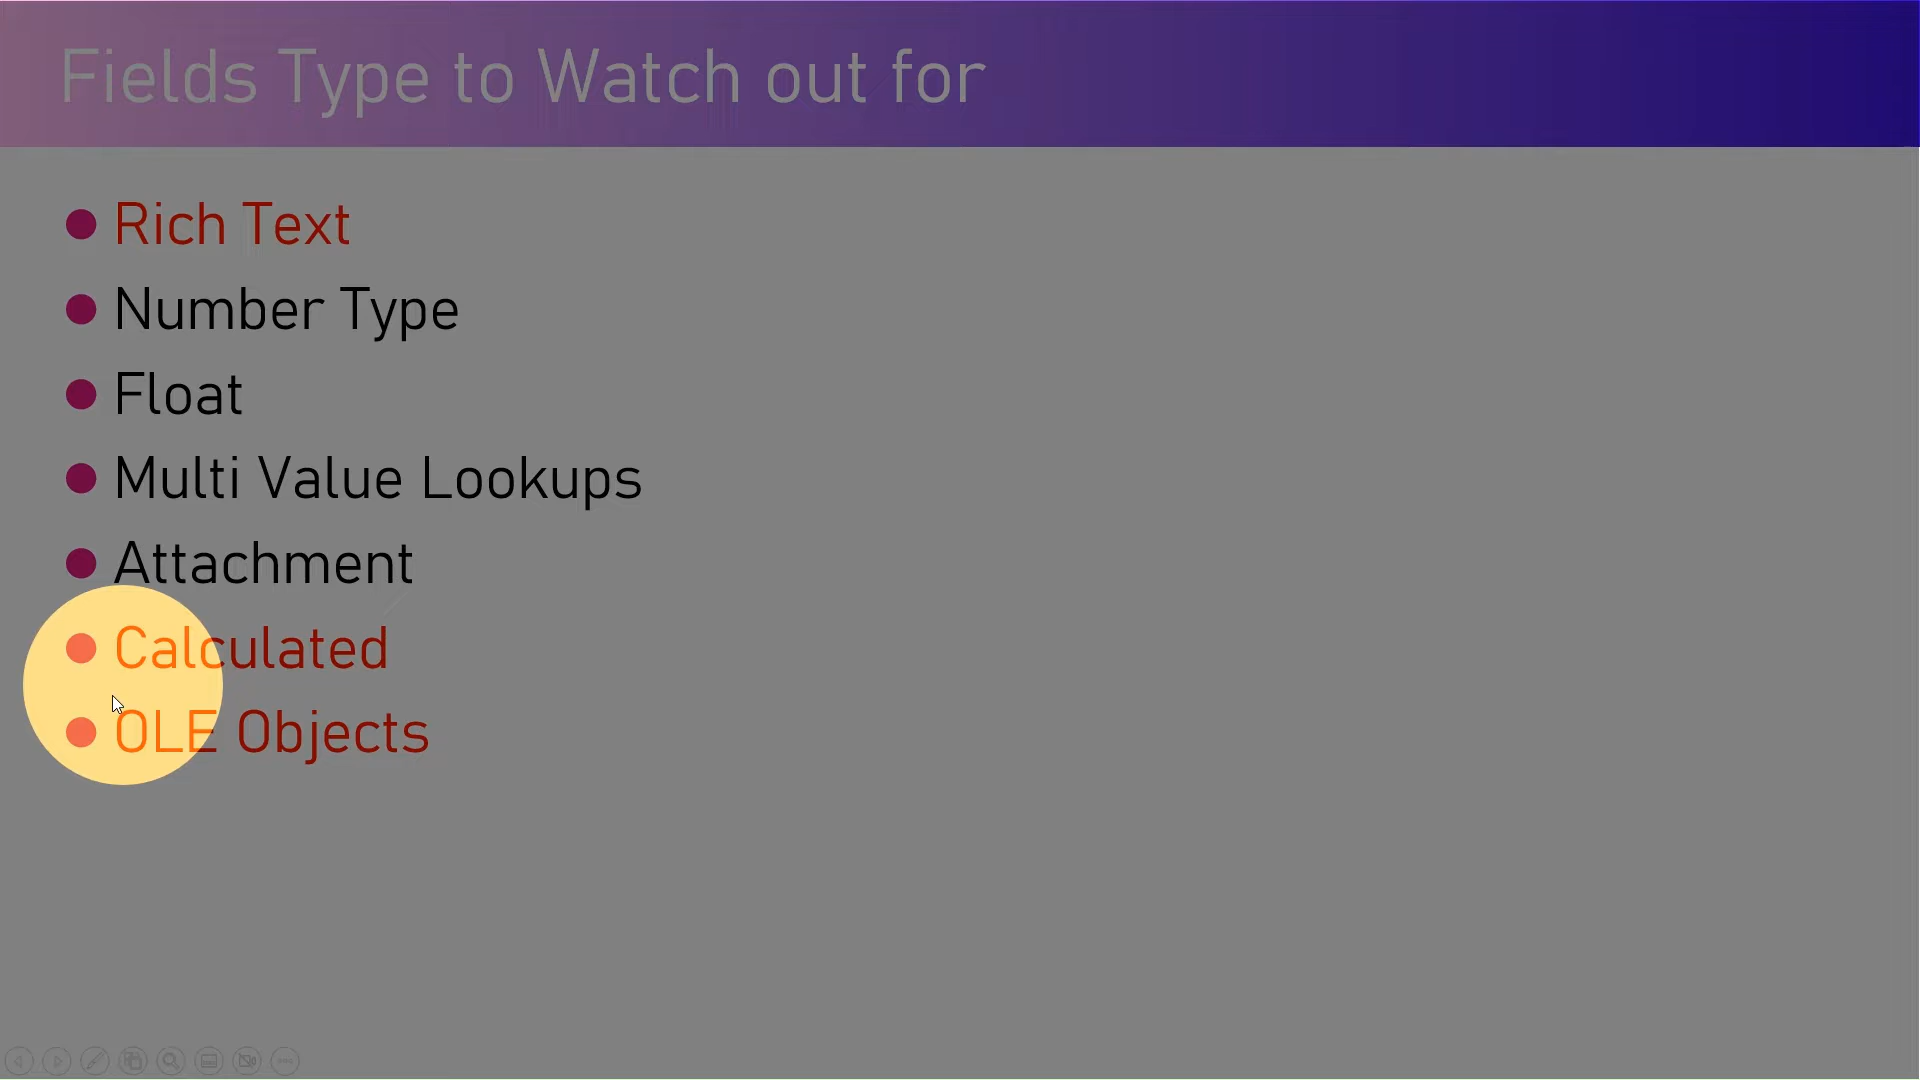 Fields Type to Watch out for
Rich Text
Number Type
Float
Multi Value Lookups
Attachment
Calculated
OLE Objects